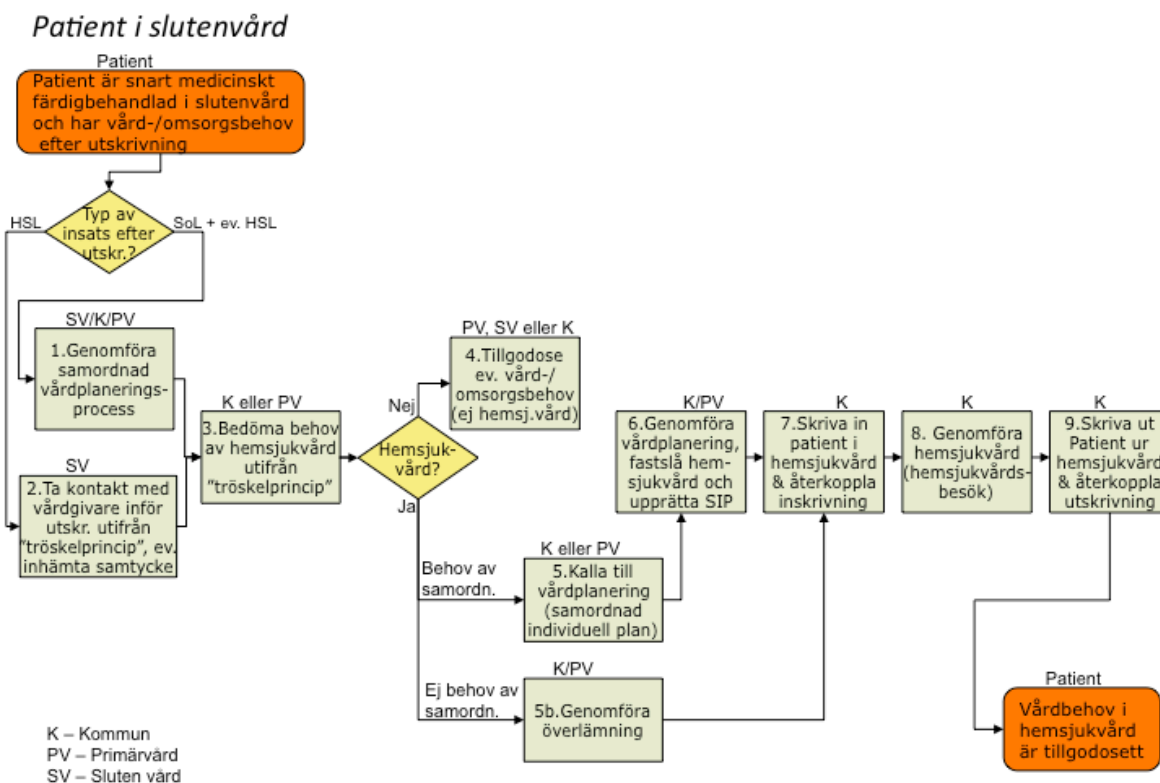 Patient i slutenvård
Patient
Patient är snart medicinskt
färdigbehandlad i slutenvård
och har vård-/omsorgsbehov
efter utskrivning
HSL
Typ av
insats efter
utskr.?
SoL + ev. HSL
SV/K/PV
1.Genomföra
samordnad
vårdplanerings-
process
SV
2.Ta kontakt med
vårdgivare inför
utskr. utifrån
"tröskelprincip", ev.
inhämta samtycke
K eller PV
3.Bedöma behov
av hemsjukvård
utifrån
"tröskelprincip"
Hemsjuk-
vård?
Nej
Ja
PV, SV eller K
4.Tillgodose
ev. vård-/
omsorgsbehov
(ej hemsj.vård)
Behov av
samordn.
K eller PV
5.Kalla till
vårdplanering
(samordnad
individuell plan)
Ej behov av
samordn.
K/PV
5b.Genomföra
överlämning
K/PV
6.Genomföra
vårdplanering,
fastslå hem-
sjukvård och
upprätta SIP
K
7.Skriva in
patient i
hemsjukvård
& återkoppla
inskrivning
K
8. Genomföra
hemsjukvård
(hemsjukvårds-
besök)
K
9.Skriva ut
Patient ur
hemsjukvård
& återkoppla
utskrivning
Patient
Vårdbehov i
hemsjukvård
är tillgodosett
K – Kommun
PV – Primärvård
SV – Sluten vård